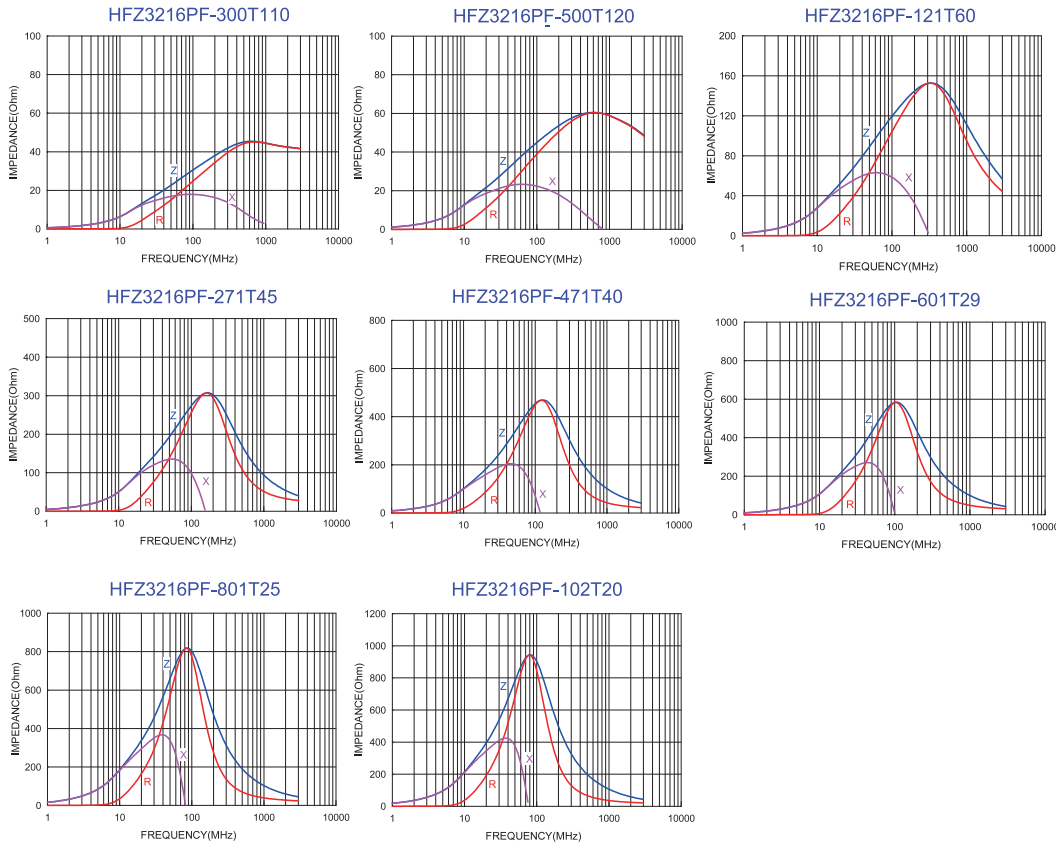 HFZ3216PF-300T110
IMPEDANCE(Ohm)
100
80
60
40
20
0
Z
R
X
1
10
100
1000
10000
FREQUENCY(MHz)
HFZ3216PF-500T120
IMPEDANCE(Ohm)
100
80
60
40
20
0
Z
R
X
1
10
100
1000
10000
FREQUENCY(MHz)
HFZ3216PF-121T60
IMPEDANCE(Ohm)
200
160
120
80
40
0
Z
R
X
1
10
100
1000
10000
FREQUENCY(MHz)
HFZ3216PF-271T45
IMPEDANCE(Ohm)
500
400
300
200
100
0
Z
R
X
1
10
100
1000
10000
FREQUENCY(MHz)
HFZ3216PF-471T40
IMPEDANCE(Ohm)
800
600
400
200
0
Z
R
X
1
10
100
1000
10000
FREQUENCY(MHz)
HFZ3216PF-601T29
IMPEDANCE(Ohm)
1000
800
600
400
200
0
Z
R
X
1
10
100
1000
10000
FREQUENCY(MHz)
HFZ3216PF-801T25
IMPEDANCE(Ohm)
1000
800
600
400
200
0
Z
R
X
1
10
100
1000
10000
FREQUENCY(MHz)
HFZ3216PF-102T20
IMPEDANCE(Ohm)
1200
1000
800
600
400
200
0
Z
R
X
1
10
100
1000
10000
FREQUENCY(MHz)